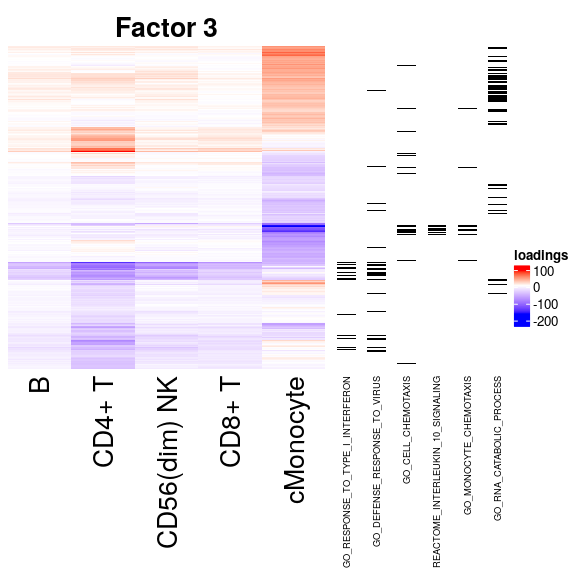 Factor 3
loadings
100
0
-100
-200
B
CD4+ T
CD56(dim) NK
CD8+ T
cMonocyte
GO_RESPONSE_TO_TYPE_I_INTERFERON
GO_DEFENSE_RESPONSE_TO_VIRUS
GO_CELL_CHEMOTAXIS
REACTOME_INTERLEUKIN_10_SIGNALING
GO_MONOCYTE_CHEMOTAXIS
GO_RNA_CATABOLIC_PROCESS